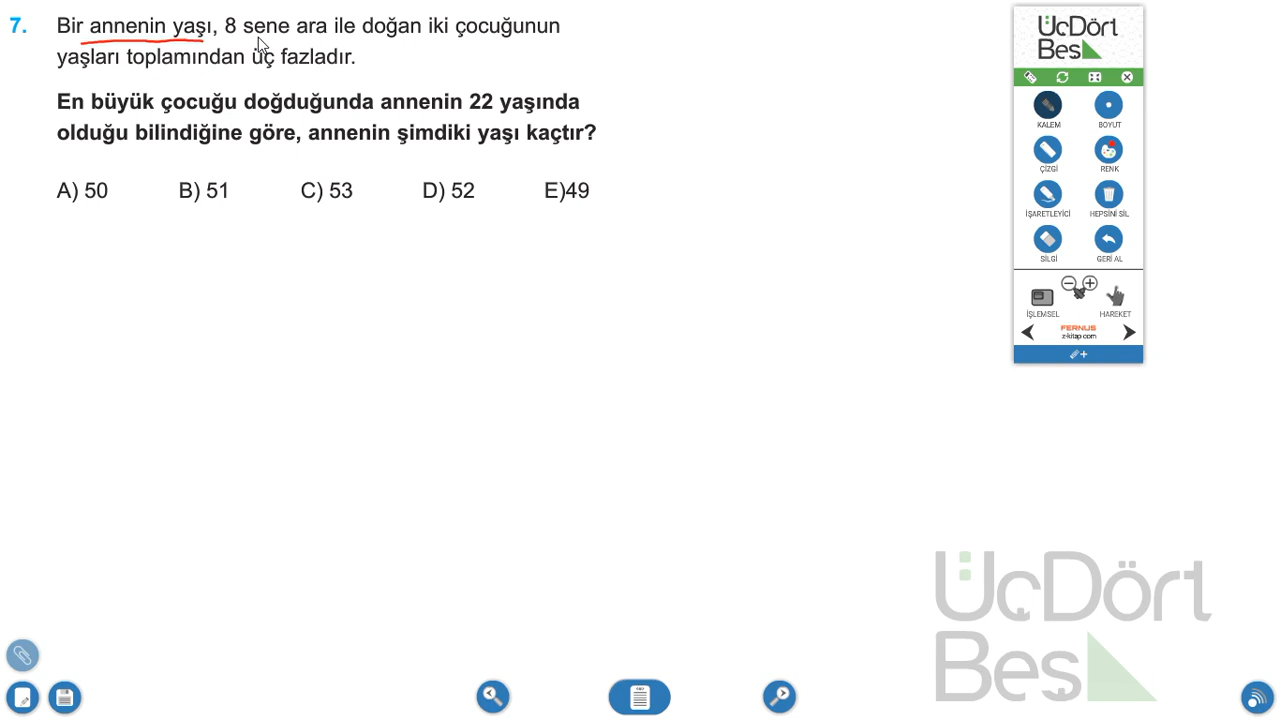 7. Bir annenin yaşı, 8 sene ara ile doğan iki çocuğunun
yaşları toplamından üç fazladır.
En büyük çocuğu doğduğunda annenin 22 yaşında
olduğu bilindiğine göre, annenin şimdiki yaşı kaçtır?
A) 50 B) 51 C) 53 D) 52 E)49
ÜçDört
Beş
KALEM BOYUT
ÇİZGİ RENK
İŞARETLEYİCİ HEPSİNİ SİL
SİLGİ GERİ AL
İŞLEMSEL HAREKET
FERNUS
z-kitap.com
ÜçDört
Beş